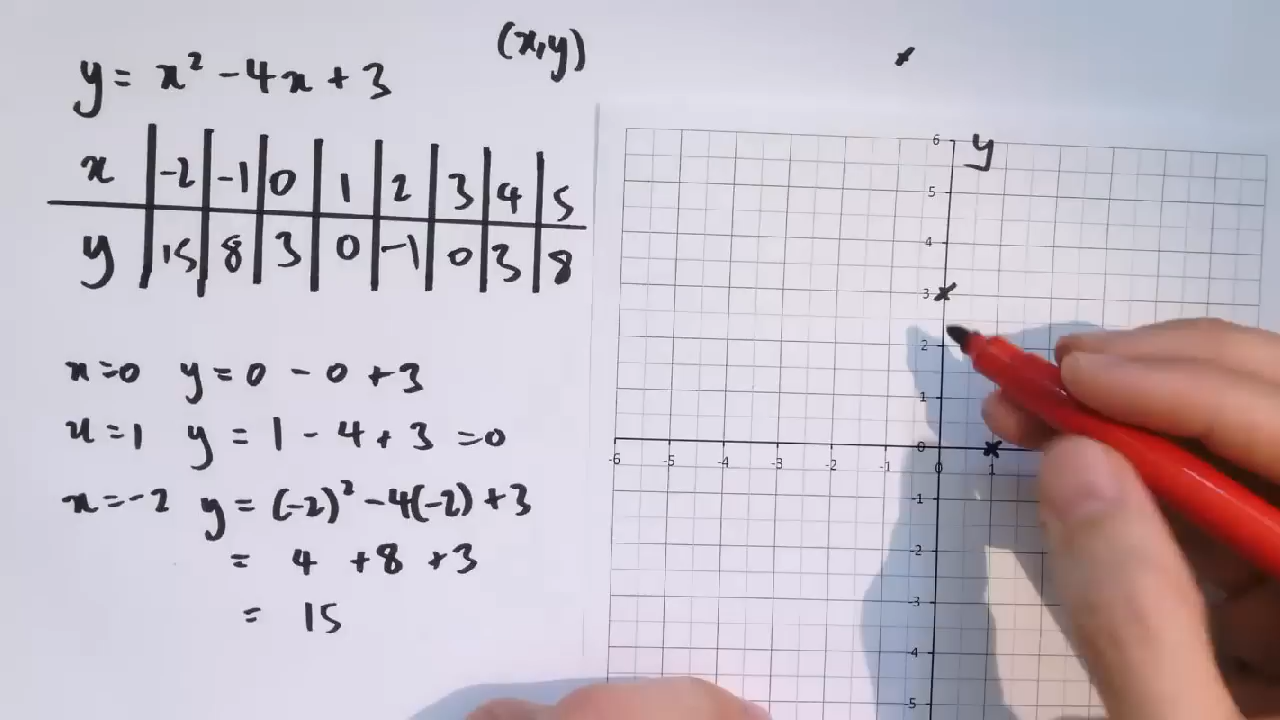 (x,y)
y = x² - 4x + 3
x -2 -1 0 1 2 3 4 5
y 15 8 3 0 -1 0 3 8
x=0 y = 0 - 0 + 3
x=1 y = 1 - 4 + 3 = 0
x=-2 y = (-2)² - 4(-2) + 3
= 4 + 8 + 3
= 15
y
6
5
4
3
2
1
0
-6 -5 -4 -3 -2 -1 0 1
-1
-2
-3
-4
-5